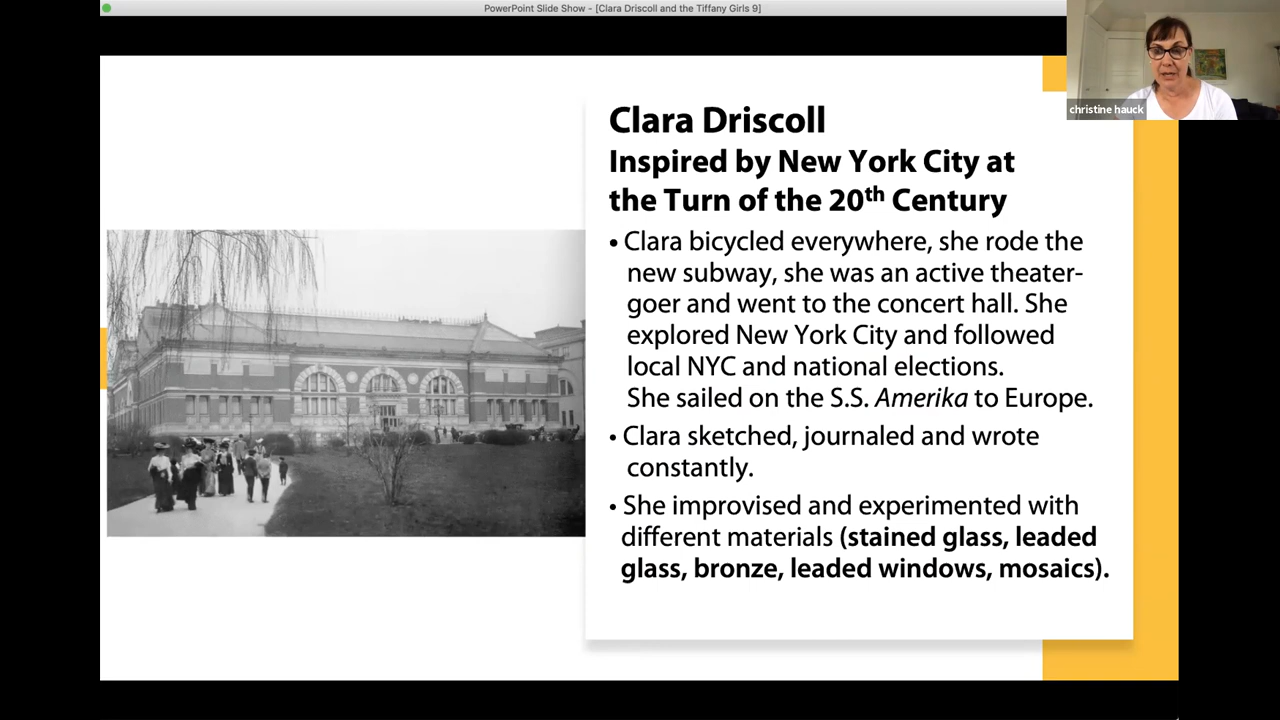 PowerPoint Slide Show - [Clara Driscoll and the Tiffany Girls 9]
christine hauck
Clara Driscoll
Inspired by New York City at
the Turn of the 20th Century
• Clara bicycled everywhere, she rode the
new subway, she was an active theater-
goer and went to the concert hall. She
explored New York City and followed
local NYC and national elections.
She sailed on the S.S. Amerika to Europe.
• Clara sketched, journaled and wrote
constantly.
• She improvised and experimented with
different materials (stained glass, leaded
glass, bronze, leaded windows, mosaics).